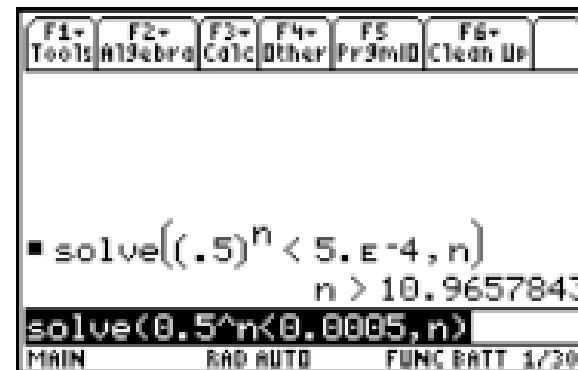 F1▾ F2▾ F3▾ F4▾ F5 F6▾
Tools Algebra Calc Other PrgmIO Clean Up
▪ solve((.5)^n < 5.E-4, n)
n > 10.9657843
solve(0.5^n<0.0005,n)
MAIN RAD AUTO FUNC BATT 1/30